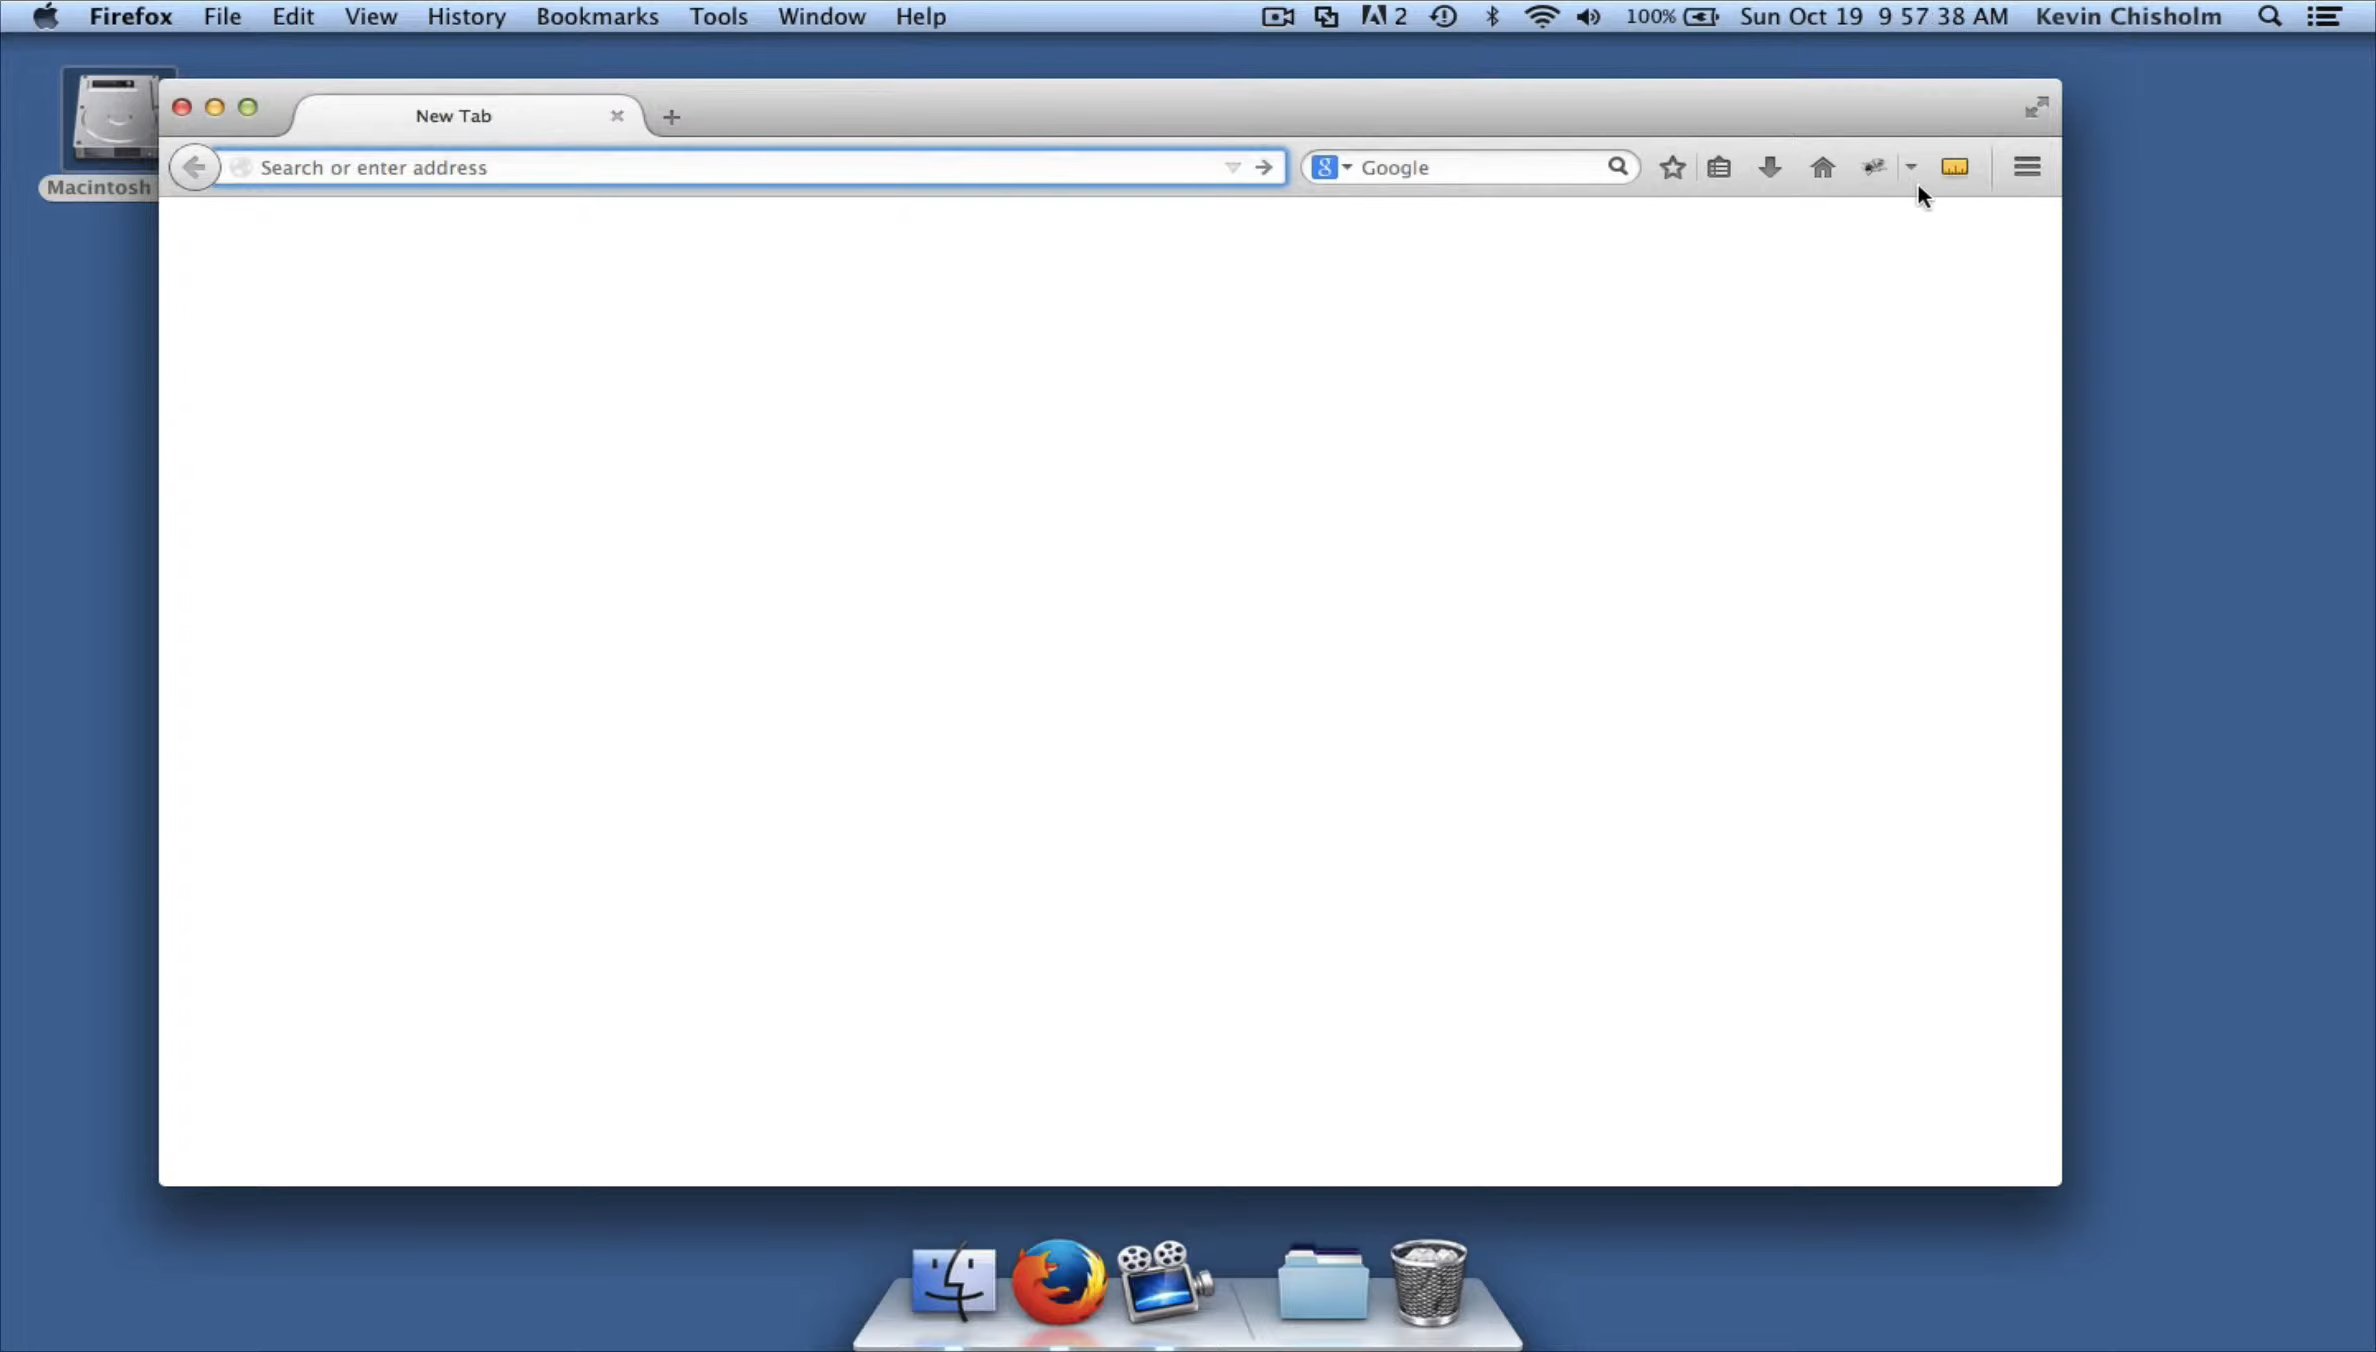 Firefox File Edit View History Bookmarks Tools Window Help 2 100% Sun Oct 19 9 57 38 AM Kevin Chisholm
New Tab
Search or enter address
Google
Macintosh